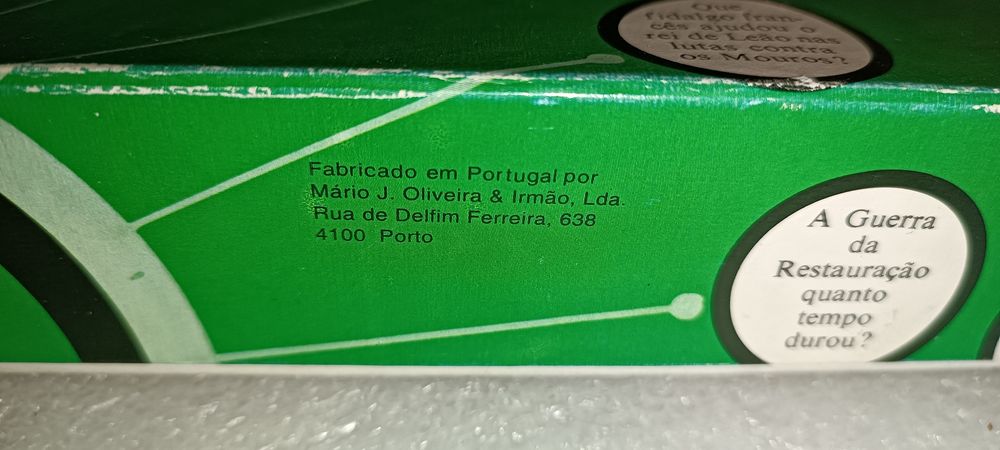 Que
fidalgo fran-
cês ajudou o
rei de Leão nas
lutas contra
os Mouros?
Fabricado em Portugal por
Mário J. Oliveira & Irmão, Lda.
Rua de Delfim Ferreira, 638
4100 Porto
A Guerra
da
Restauração
quanto
tempo
durou?